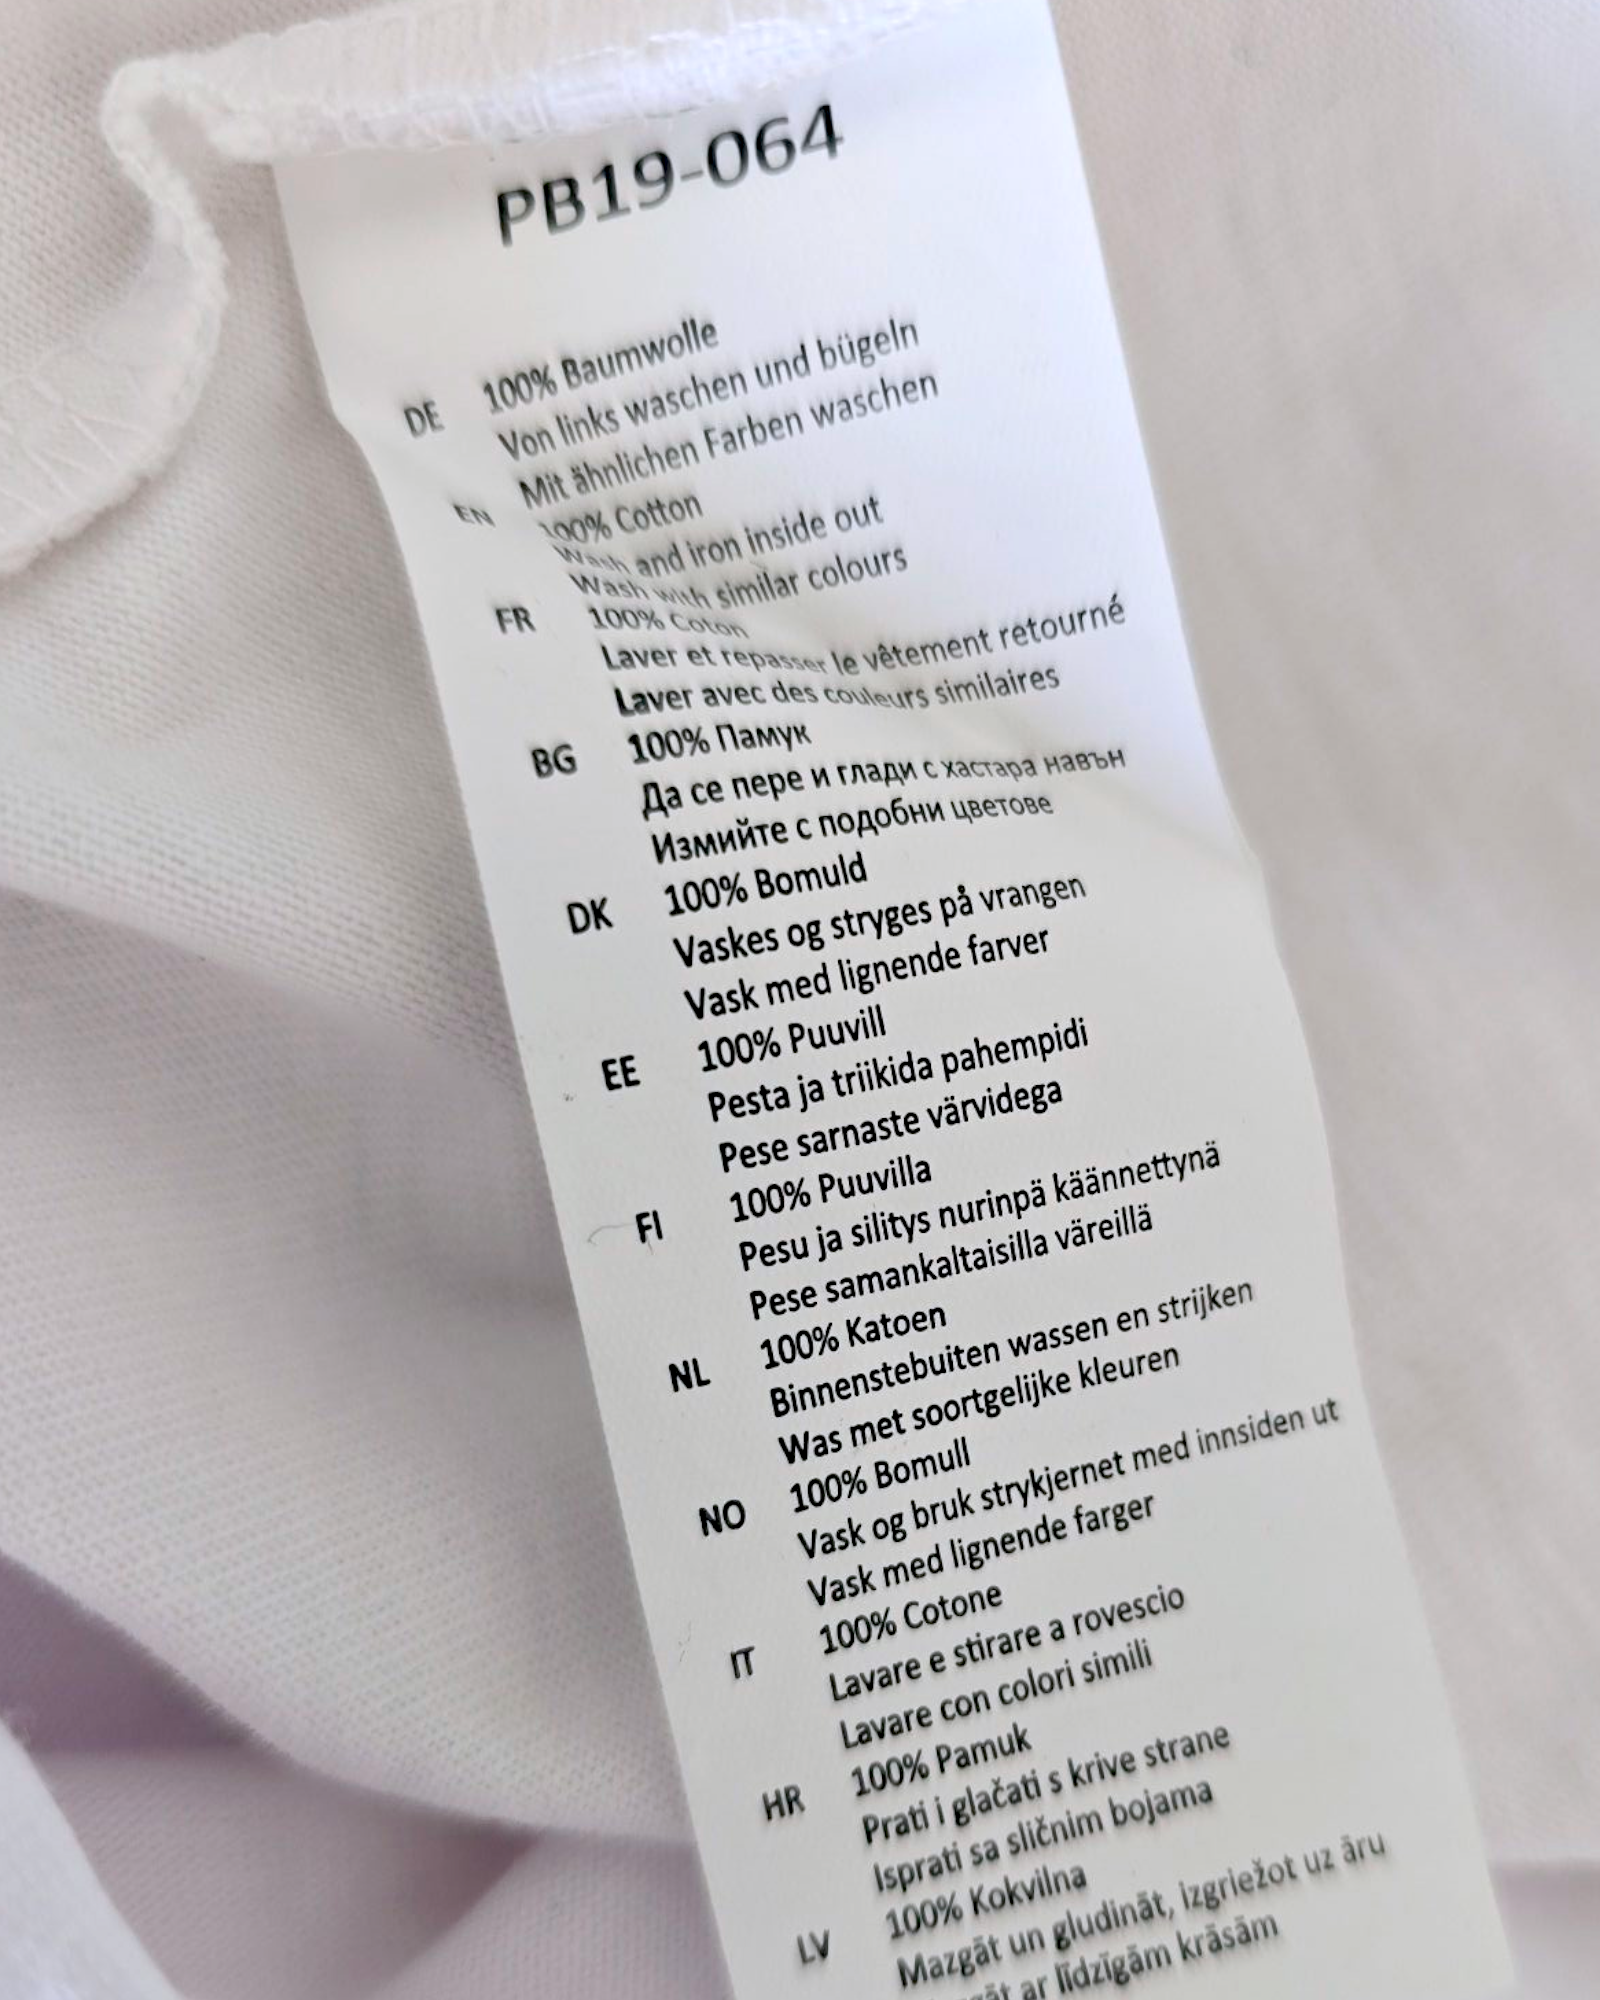 PB19-064
DE 100% Baumwolle
Von links waschen und bügeln
Mit ähnlichen Farben waschen
EN 100% Cotton
Wash and iron inside out
Wash with similar colours
FR 100% Coton
Laver et repasser le vêtement retourné
Laver avec des couleurs similaires
BG 100% Памук
Да се пере и глади с хастара навън
Измийте с подобни цветове
DK 100% Bomuld
Vaskes og stryges på vrangen
Vask med lignende farver
EE 100% Puuvill
Pesta ja triikida pahempidi
Pese sarnaste värvidega
FI 100% Puuvilla
Pesu ja silitys nurinpä käännettynä
Pese samankaltaisilla väreillä
NL 100% Katoen
Binnenstebuiten wassen en strijken
Was met soortgelijke kleuren
NO 100% Bomull
Vask og bruk strykjernet med innsiden ut
Vask med lignende farger
IT 100% Cotone
Lavare e stirare a rovescio
Lavare con colori simili
HR 100% Pamuk
Prati i glačati s krive strane
Isprati sa sličnim bojama
LV 100% Kokvilna
Mazgāt un gludināt, izgriežot uz āru
ar līdzīgām krāsām